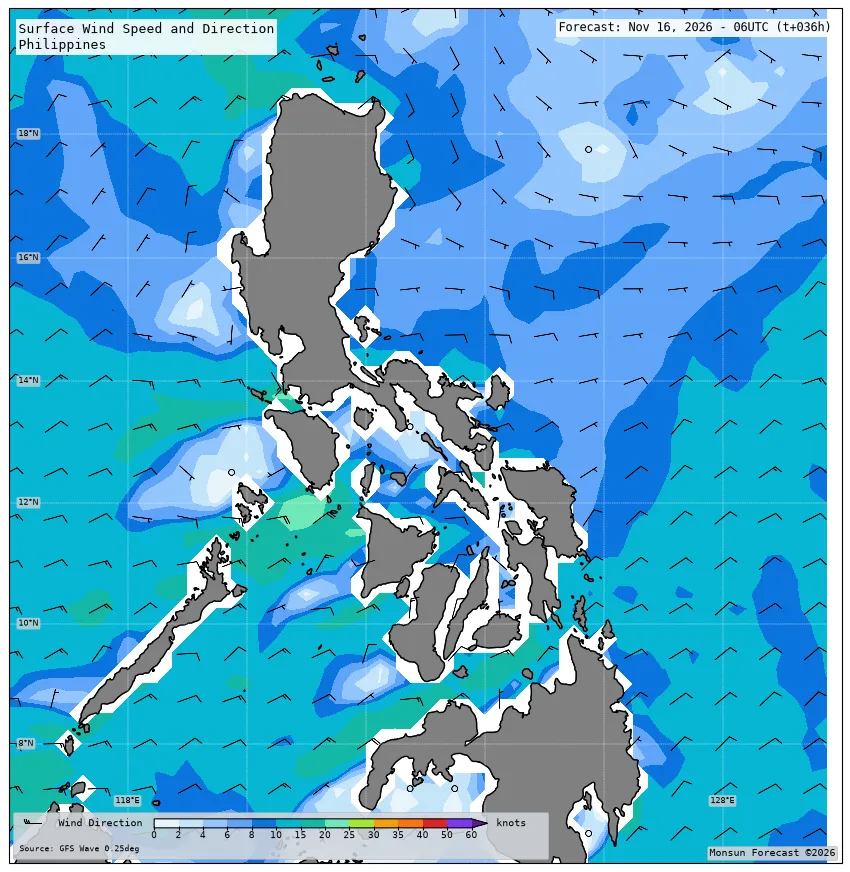 Surface Wind Speed and Direction
Philippines
Forecast: Nov 16, 2026 - 06UTC (t+036h)
18°N
16°N
14°N
12°N
10°N
8°N
118°E
128°E
Wind Direction
0 2 4 6 8 10 15 20 25 30 35 40 50 60
knots
Source: GFS Wave 0.25deg
Monsun Forecast ©2026